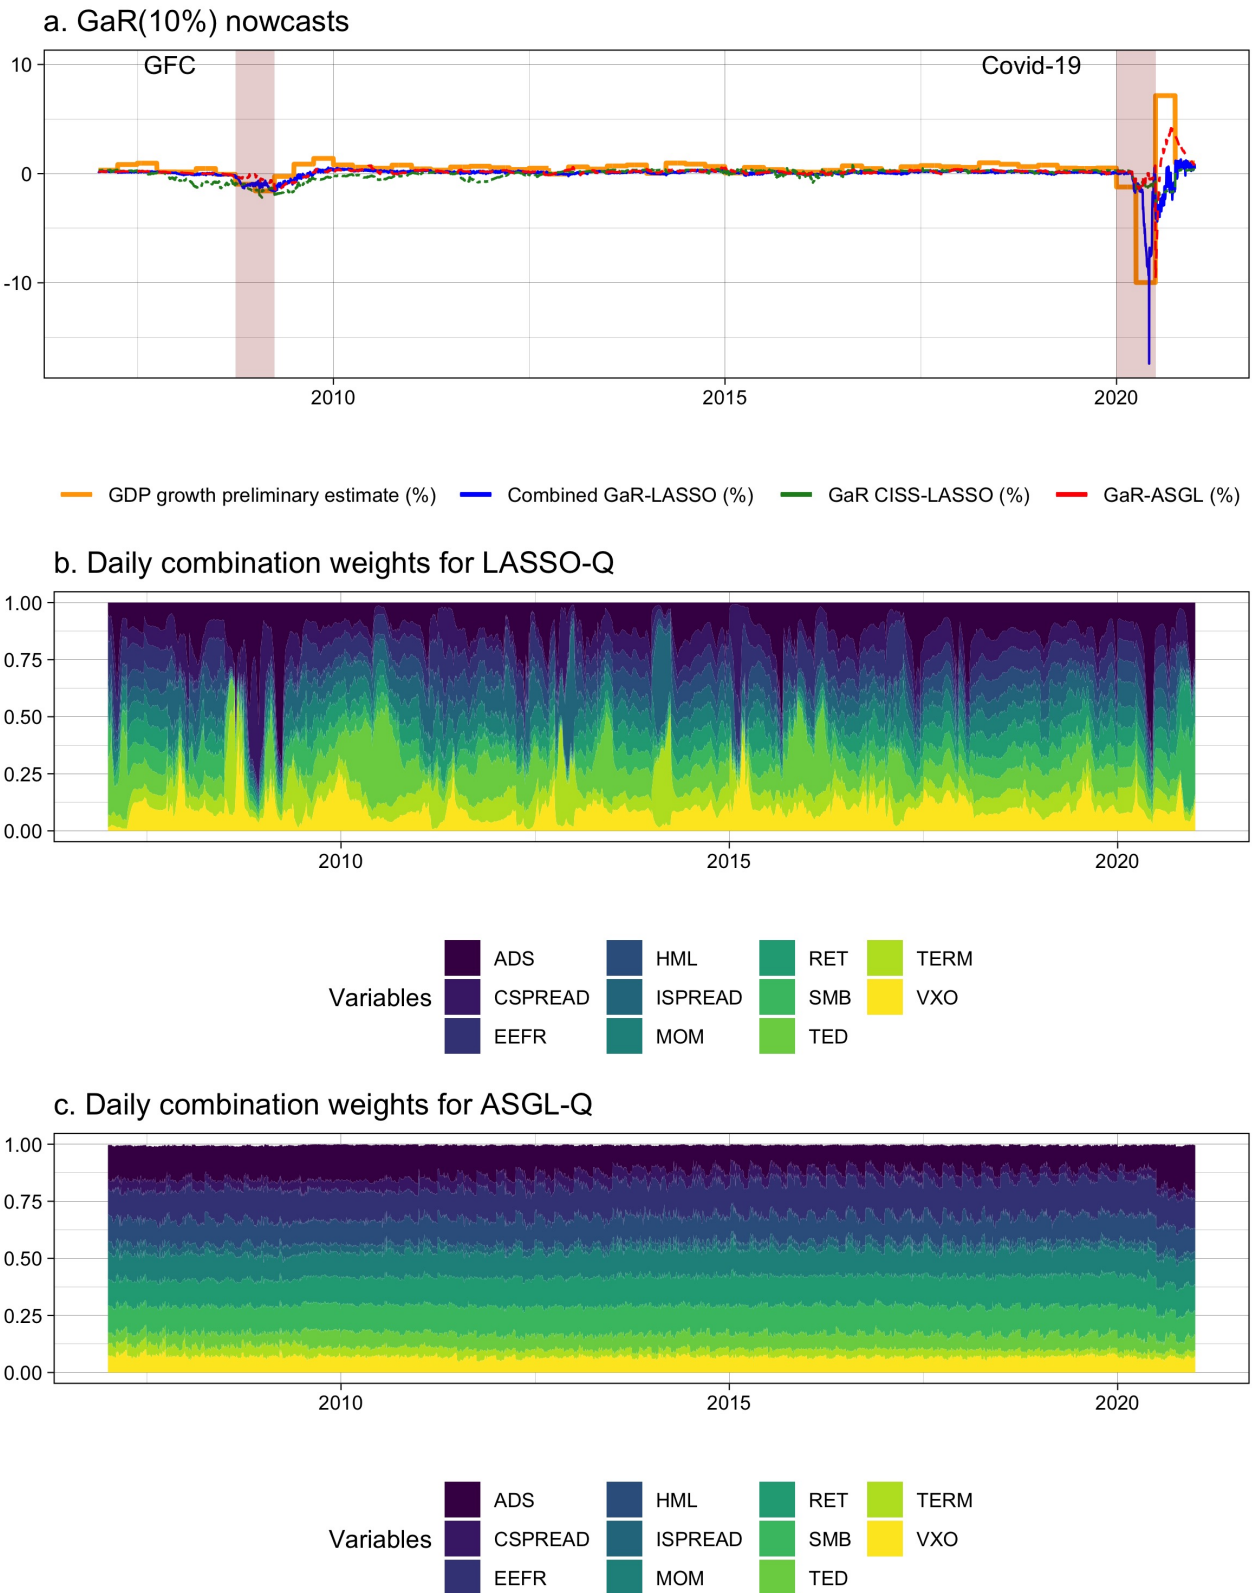 a. GaR(10%) nowcasts
GFC
Covid-19
10
0
-10
2010 2015 2020
GDP growth preliminary estimate (%) Combined GaR-LASSO (%) GaR CISS-LASSO (%) GaR-ASGL (%)
b. Daily combination weights for LASSO-Q
1.00
0.75
0.50
0.25
0.00
2010 2015 2020
ADS HML RET TERM
Variables CSPREAD ISPREAD SMB VXO
EEFR MOM TED
c. Daily combination weights for ASGL-Q
1.00
0.75
0.50
0.25
0.00
2010 2015 2020
ADS HML RET TERM
Variables CSPREAD ISPREAD SMB VXO
EEFR MOM TED